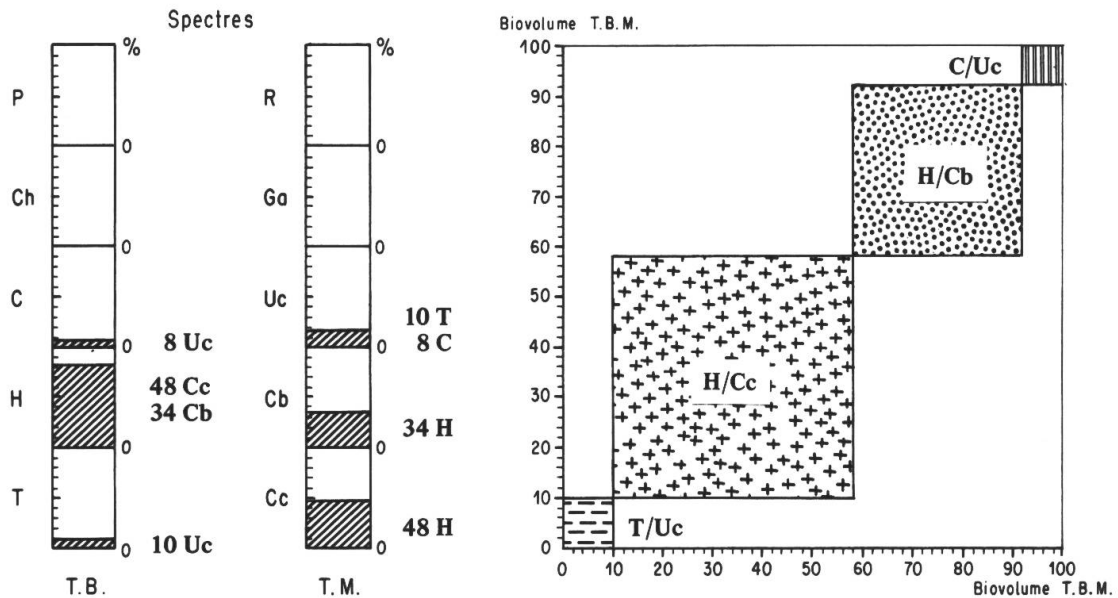 Spectres
%
P
0
Ch
0
C
8 Uc
0
H
48 Cc
34 Cb
0
T
10 Uc
0
T.B.
%
R
0
Ga
0
Uc
10 T
8 C
0
Cb
34 H
0
Cc
48 H
0
T.M.
Biovolume T.B.M.
100
90
80
70
60
50
40
30
20
10
0
C/Uc
H/Cb
H/Cc
T/Uc
0 10 20 30 40 50 60 70 80 90 100
Biovolume T.B.M.